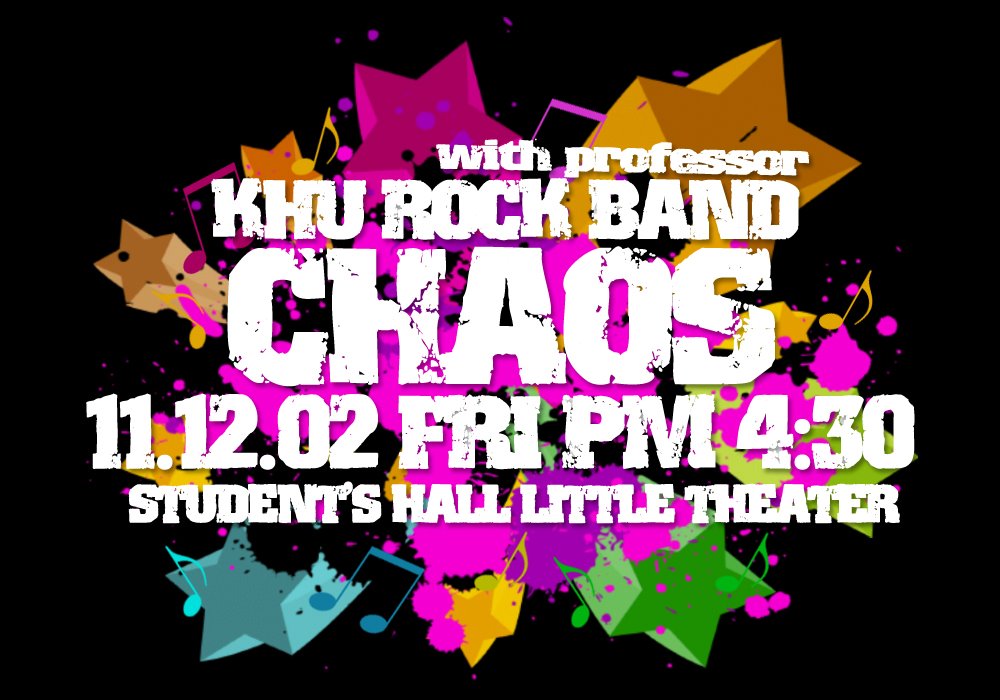 with professor
KHU ROCK BAND
CHAOS
11.12.02 FRI PM 4:30
STUDENT'S HALL LITTLE THEATER